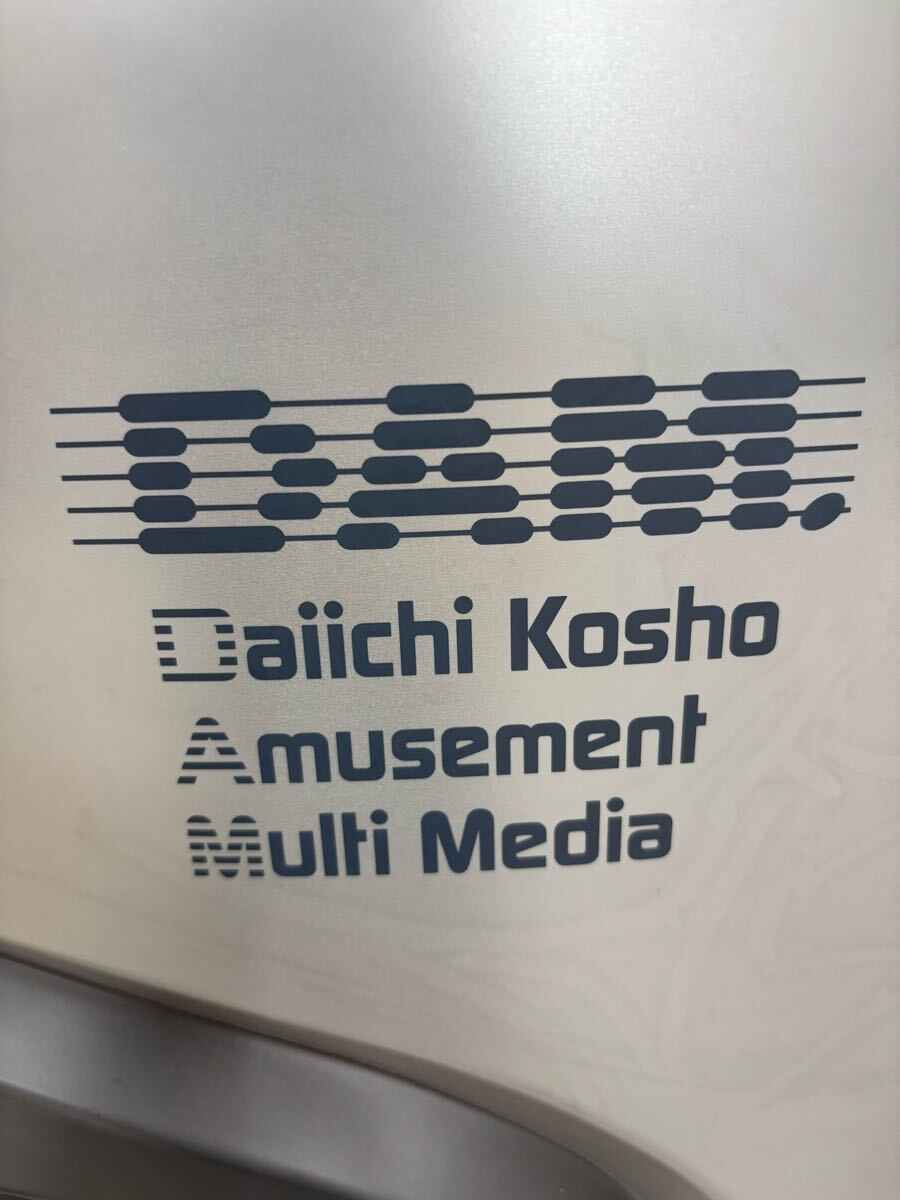 DAM
Daiichi Kosho
Amusement
Multi Media